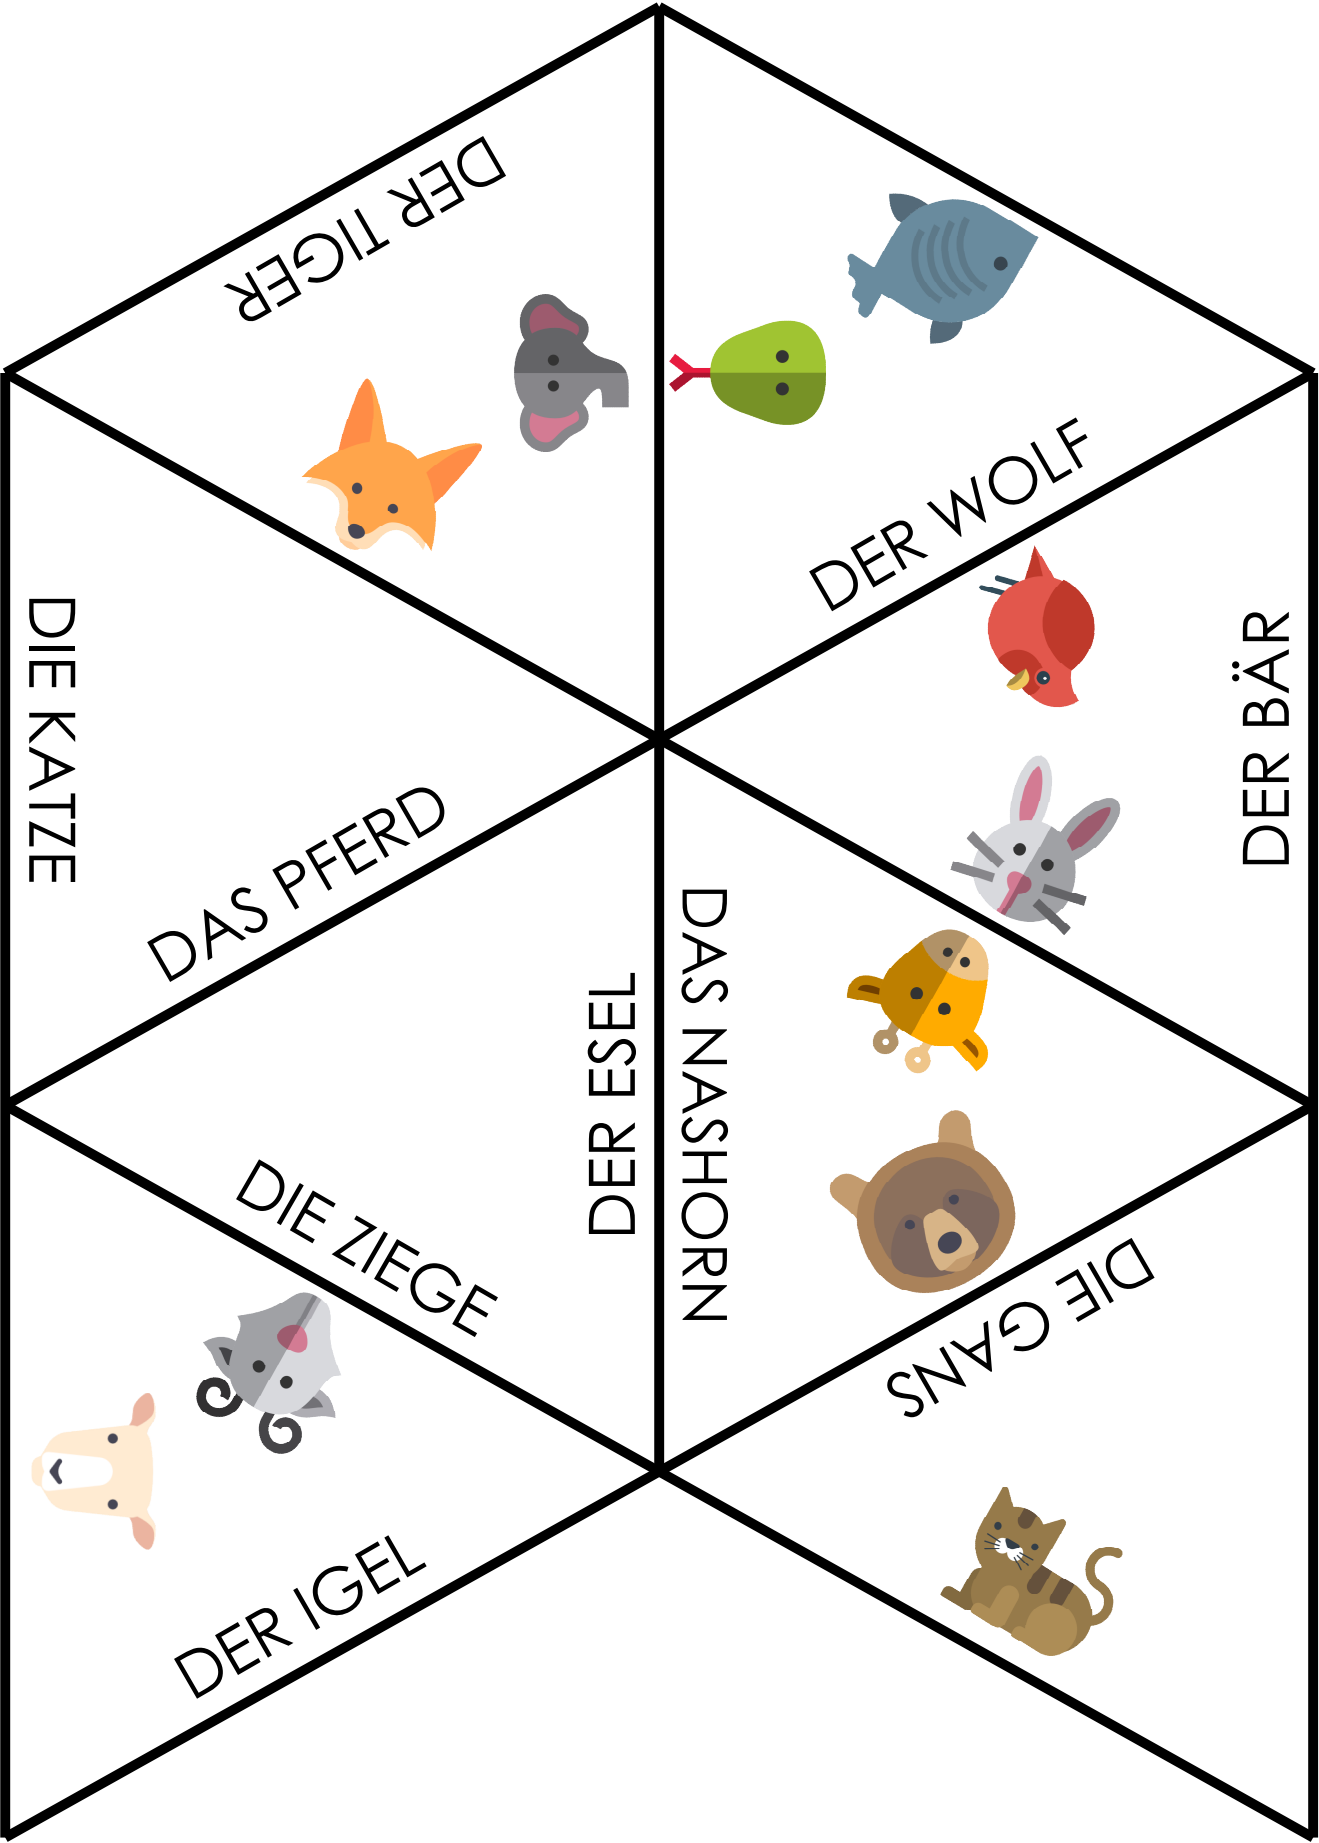 DER TIGER
DER WOLF
DIE KATZE
DER BÄR
DAS PFERD
DER ESEL
DAS NASHORN
DIE ZIEGE
DIE GANS
DER IGEL